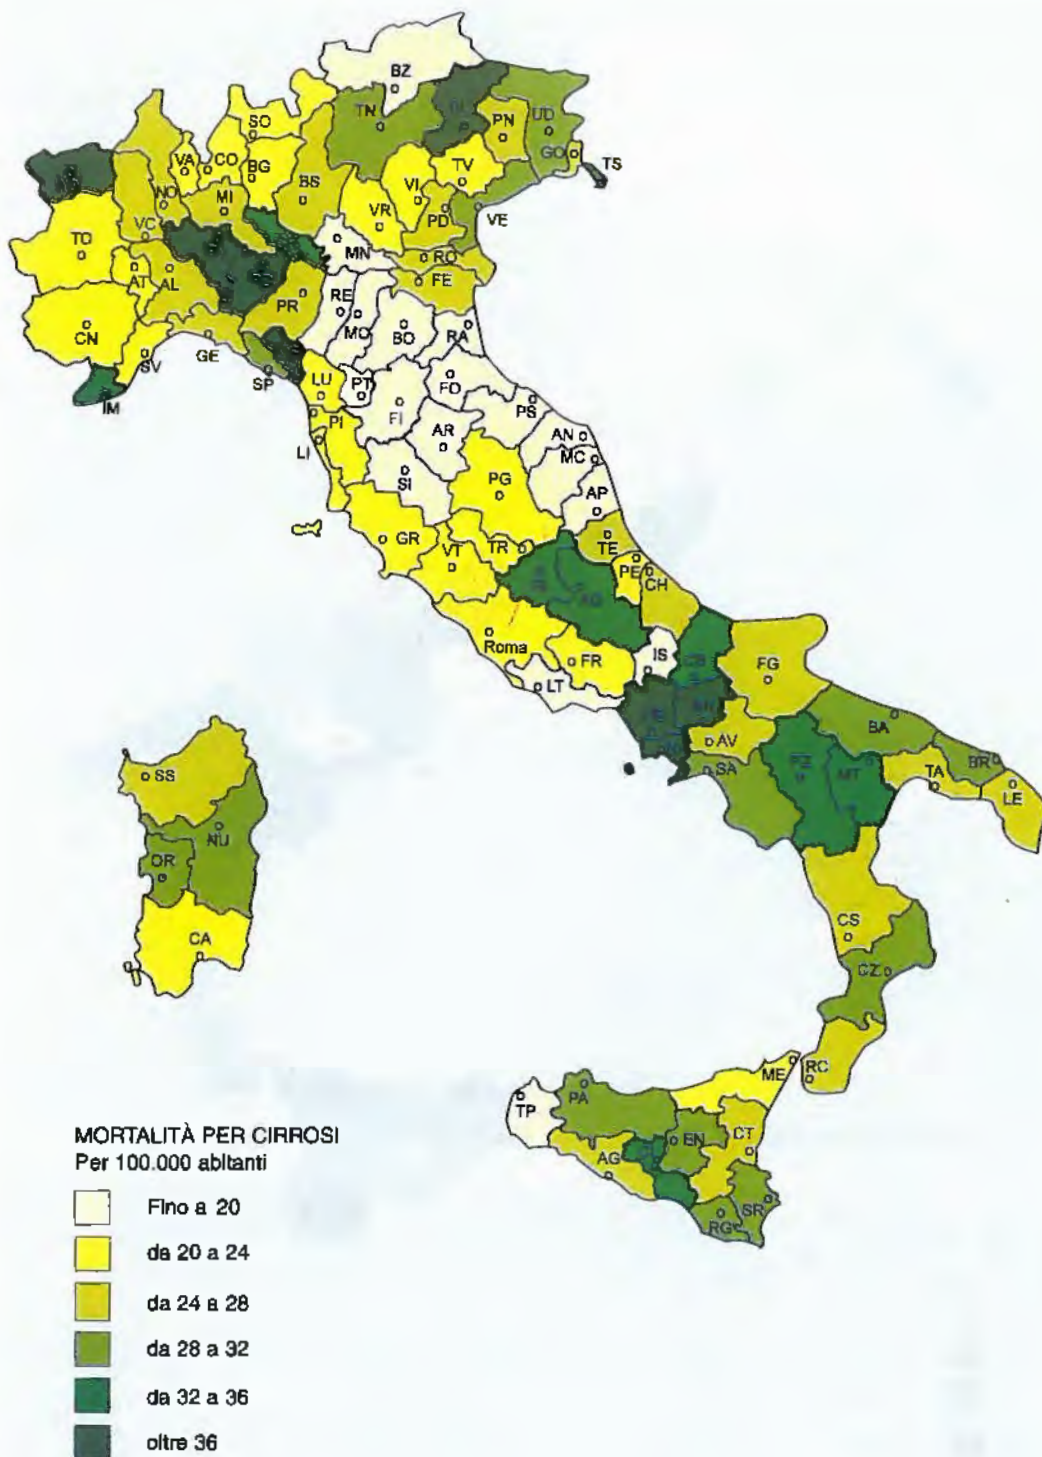 BZ
SO
TN
PN
UD
GO
TS
VA
CO
BG
BS
TV
VI
NO
MI
VR
PD
VE
VC
TO
MN
RO
AT
AL
FE
PR
RE
MO
CN
BO
RA
GE
SV
SP
IM
LU
PT
FO
PI
FI
PS
AR
AN
LI
MC
SI
PG
AP
GR
VT
TR
TE
PE
CH
Roma
FR
IS
CB
FG
LT
AV
BA
SA
PZ
MT
BR
TA
LE
SS
NU
OR
CA
CS
CZ
ME
RC
TP
PA
EN
CT
AG
SR
RG
MORTALITÀ PER CIRROSI
Per 100.000 abitanti
Fino a 20
da 20 a 24
da 24 a 28
da 28 a 32
da 32 a 36
oltre 36